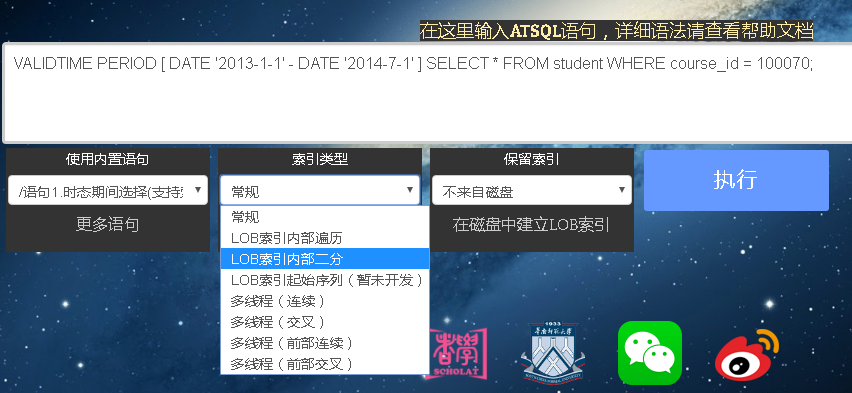 在这里输入ATSQL语句，详细语法请查看帮助文档
VALIDTIME PERIOD [ DATE '2013-1-1' - DATE '2014-7-1' ] SELECT * FROM student WHERE course_id = 100070;
使用内置语句
索引类型
保留索引
执行
/语句1.时态期间选择(支持
常规
不来自磁盘
更多语句
在磁盘中建立LOB索引
常规
LOB索引内部遍历
LOB索引内部二分
LOB索引起始序列（暂未开发）
多线程（连续）
多线程（交叉）
多线程（前部连续）
多线程（前部交叉）
SCHOLAT
1933